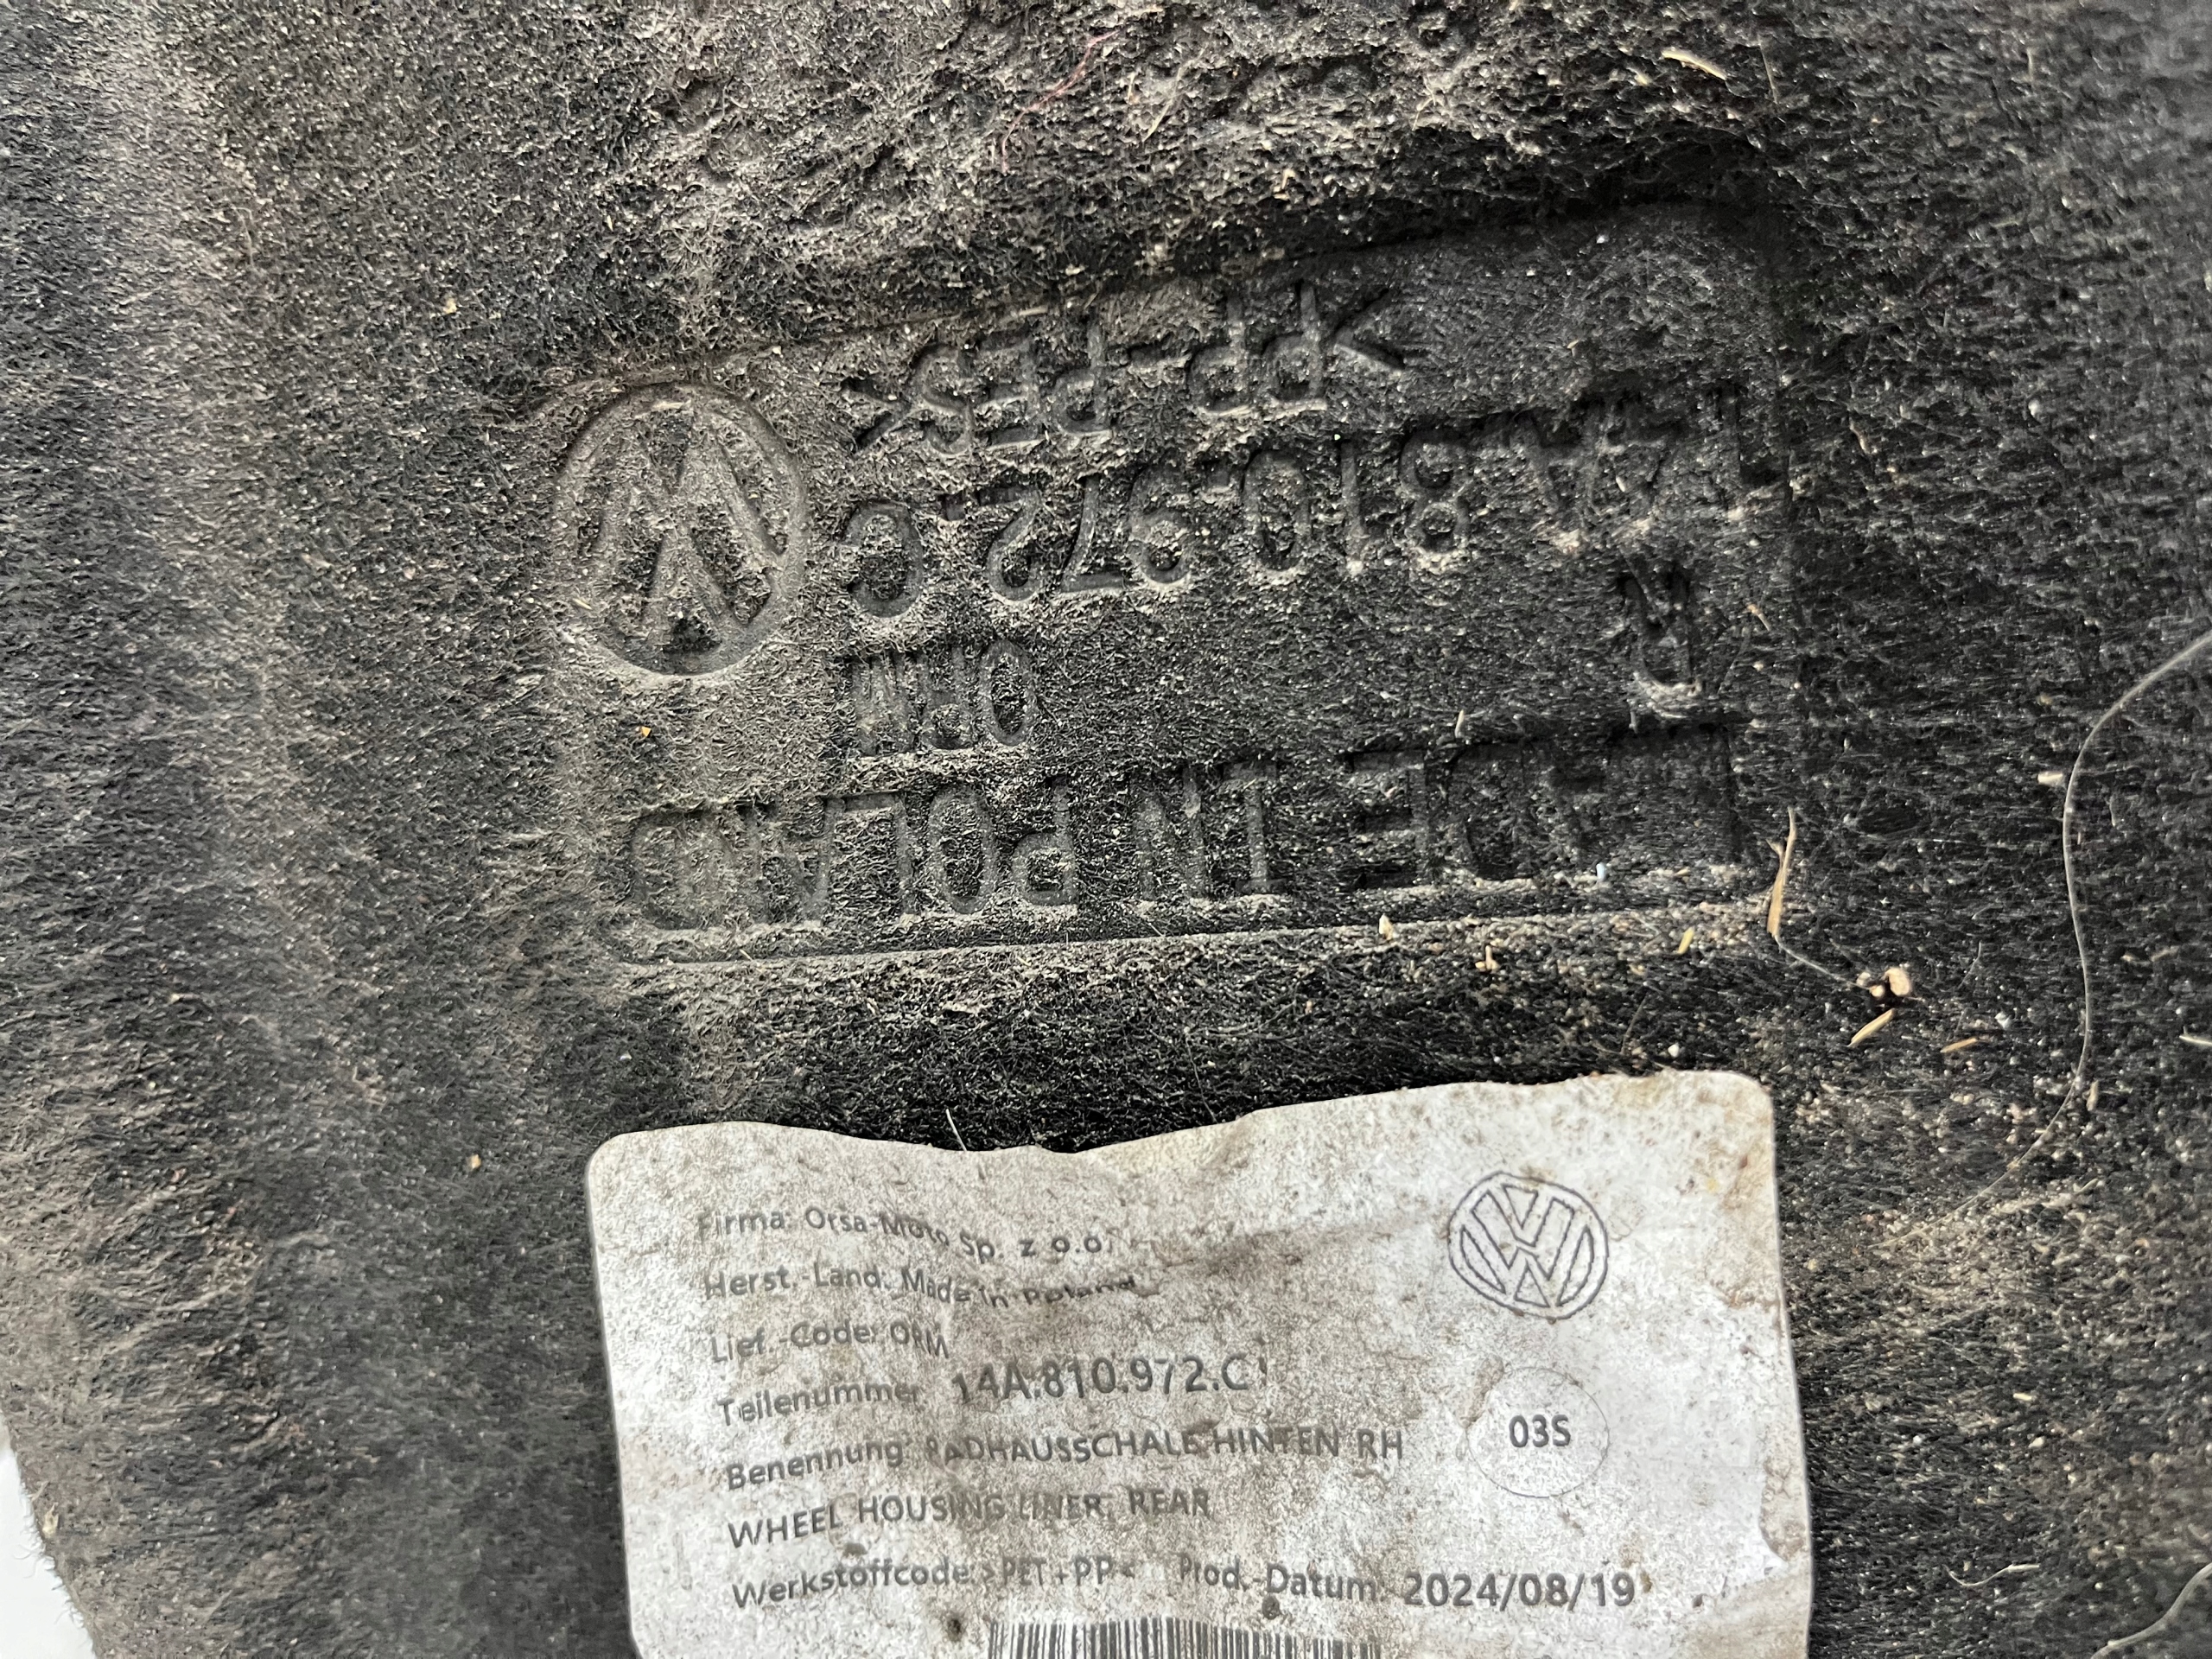 >PP-PES<
14A.810.972.C
R
ORM
MADE IN POLAND
Firma: Orsa-Moto Sp. z o.o.
Herst.-Land: Made in Poland
Lief.-Code: ORM
Teilenummer 14A.810.972.C
Benennung: RADHAUSSCHALE HINTEN RH
03S
WHEEL HOUSING LINER, REAR
Werkstoffcode: >PET+PP< Prod.-Datum: 2024/08/19